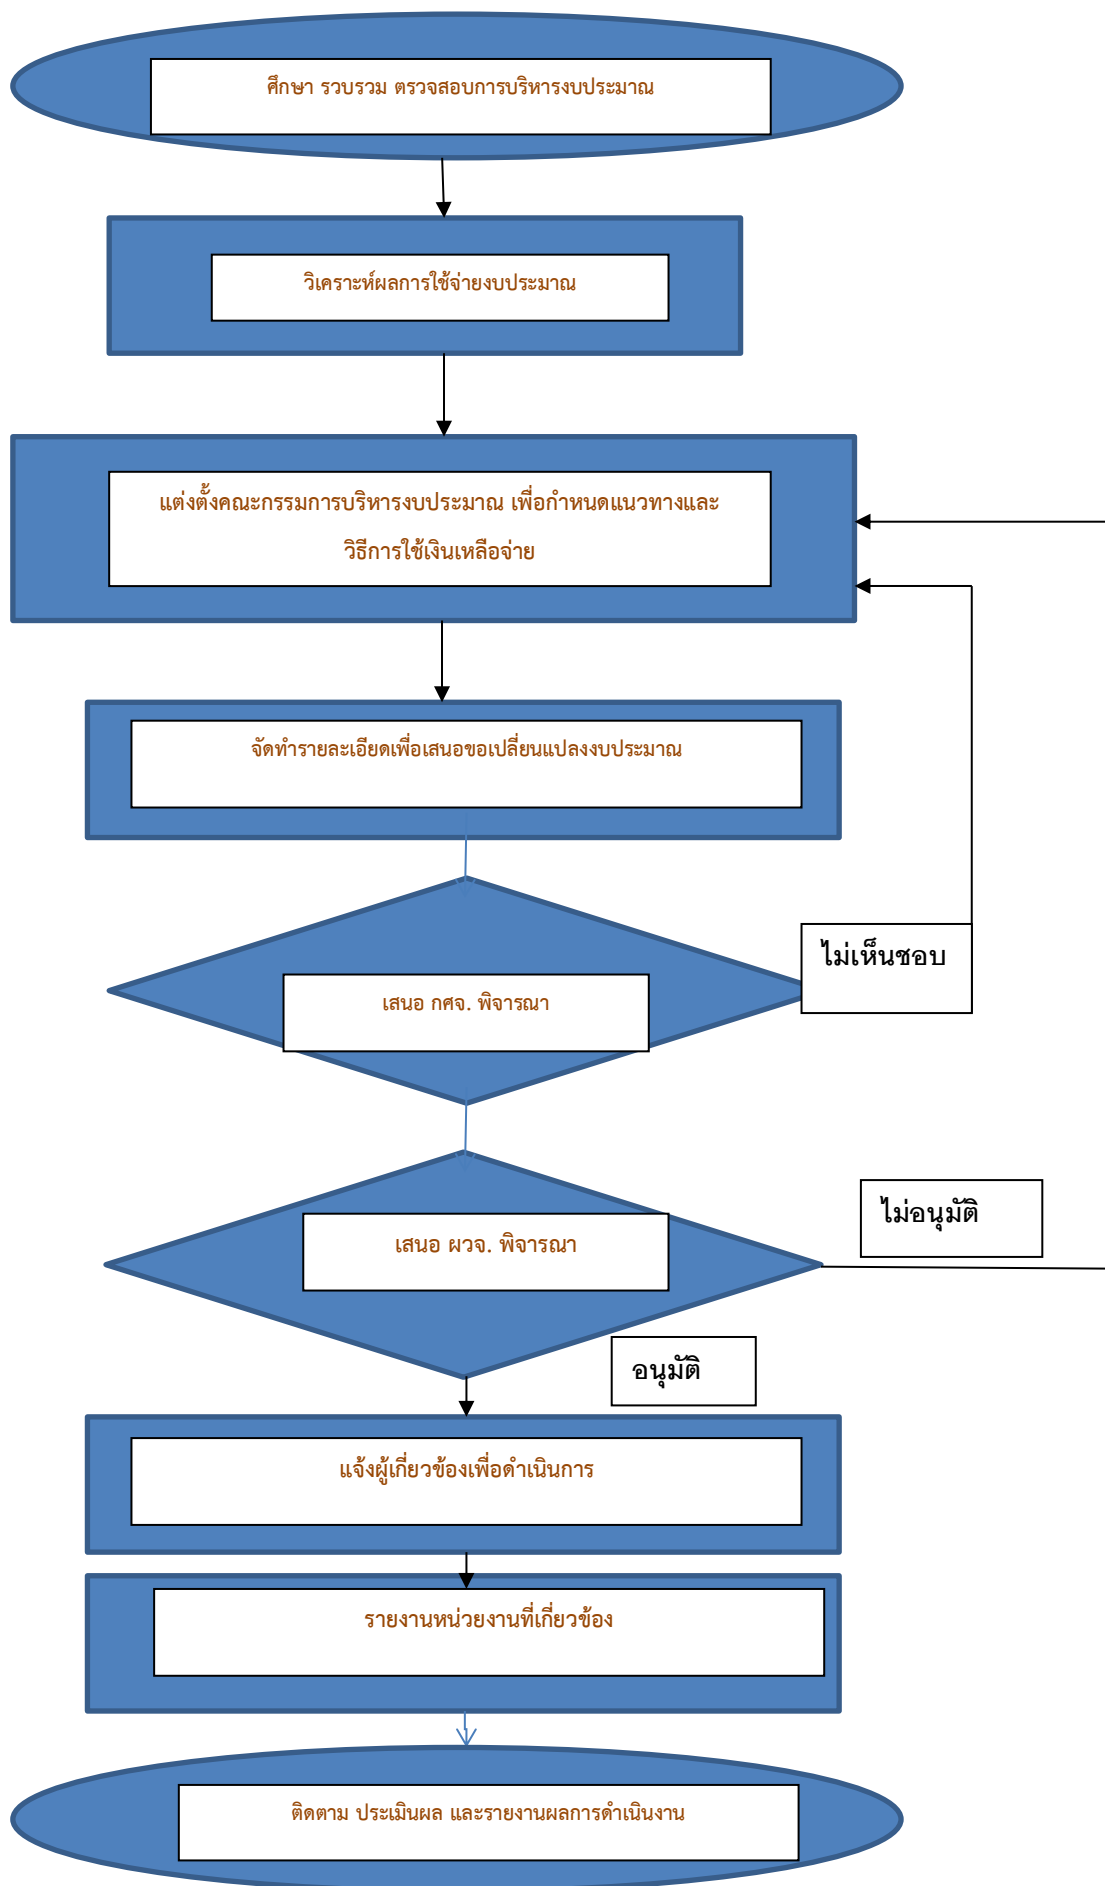 ศึกษา รวบรวม ตรวจสอบการบริหารงบประมาณ
วิเคราะห์ผลการใช้จ่ายงบประมาณ
แต่งตั้งคณะกรรมการบริหารงบประมาณ เพื่อกำหนดแนวทางและ
วิธีการใช้เงินเหลือจ่าย
จัดทำรายละเอียดเพื่อเสนอขอเปลี่ยนแปลงงบประมาณ
ไม่เห็นชอบ
เสนอ กศจ. พิจารณา
ไม่อนุมัติ
เสนอ ผวจ. พิจารณา
อนุมัติ
แจ้งผู้เกี่ยวข้องเพื่อดำเนินการ
รายงานหน่วยงานที่เกี่ยวข้อง
ติดตาม ประเมินผล และรายงานผลการดำเนินงาน